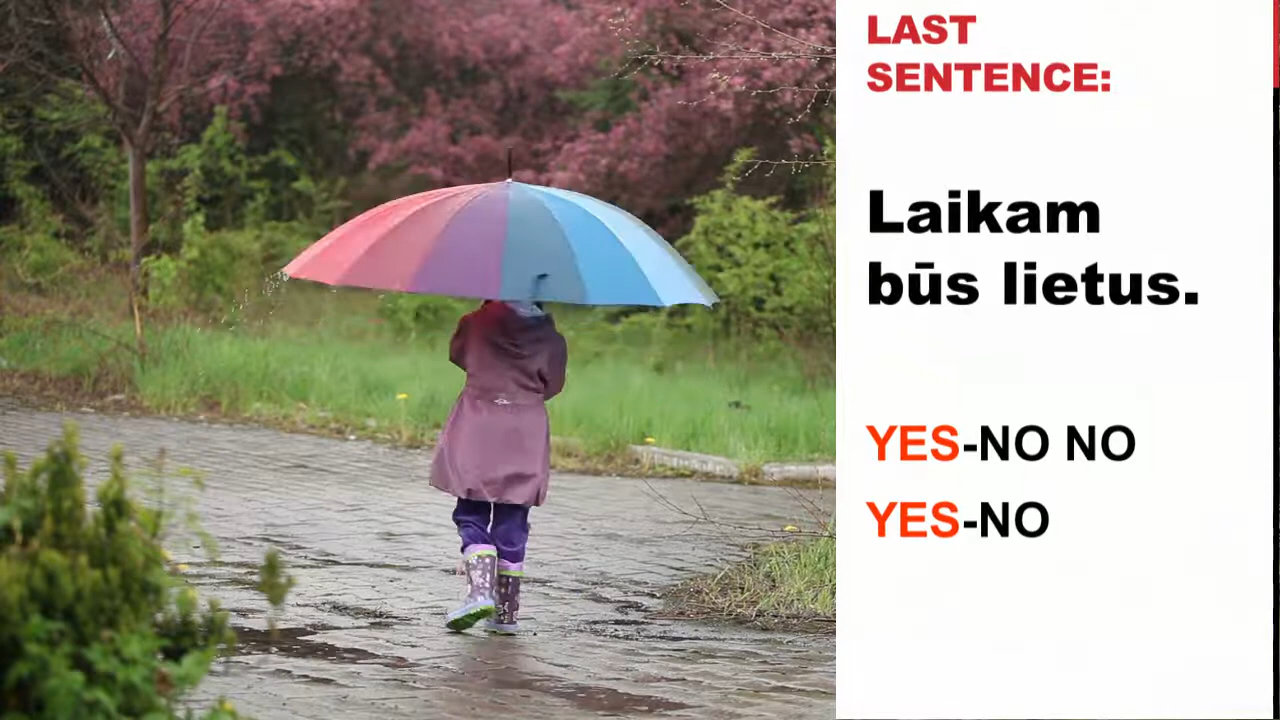 LAST
SENTENCE:
Laikam
būs lietus.
YES-NO NO
YES-NO